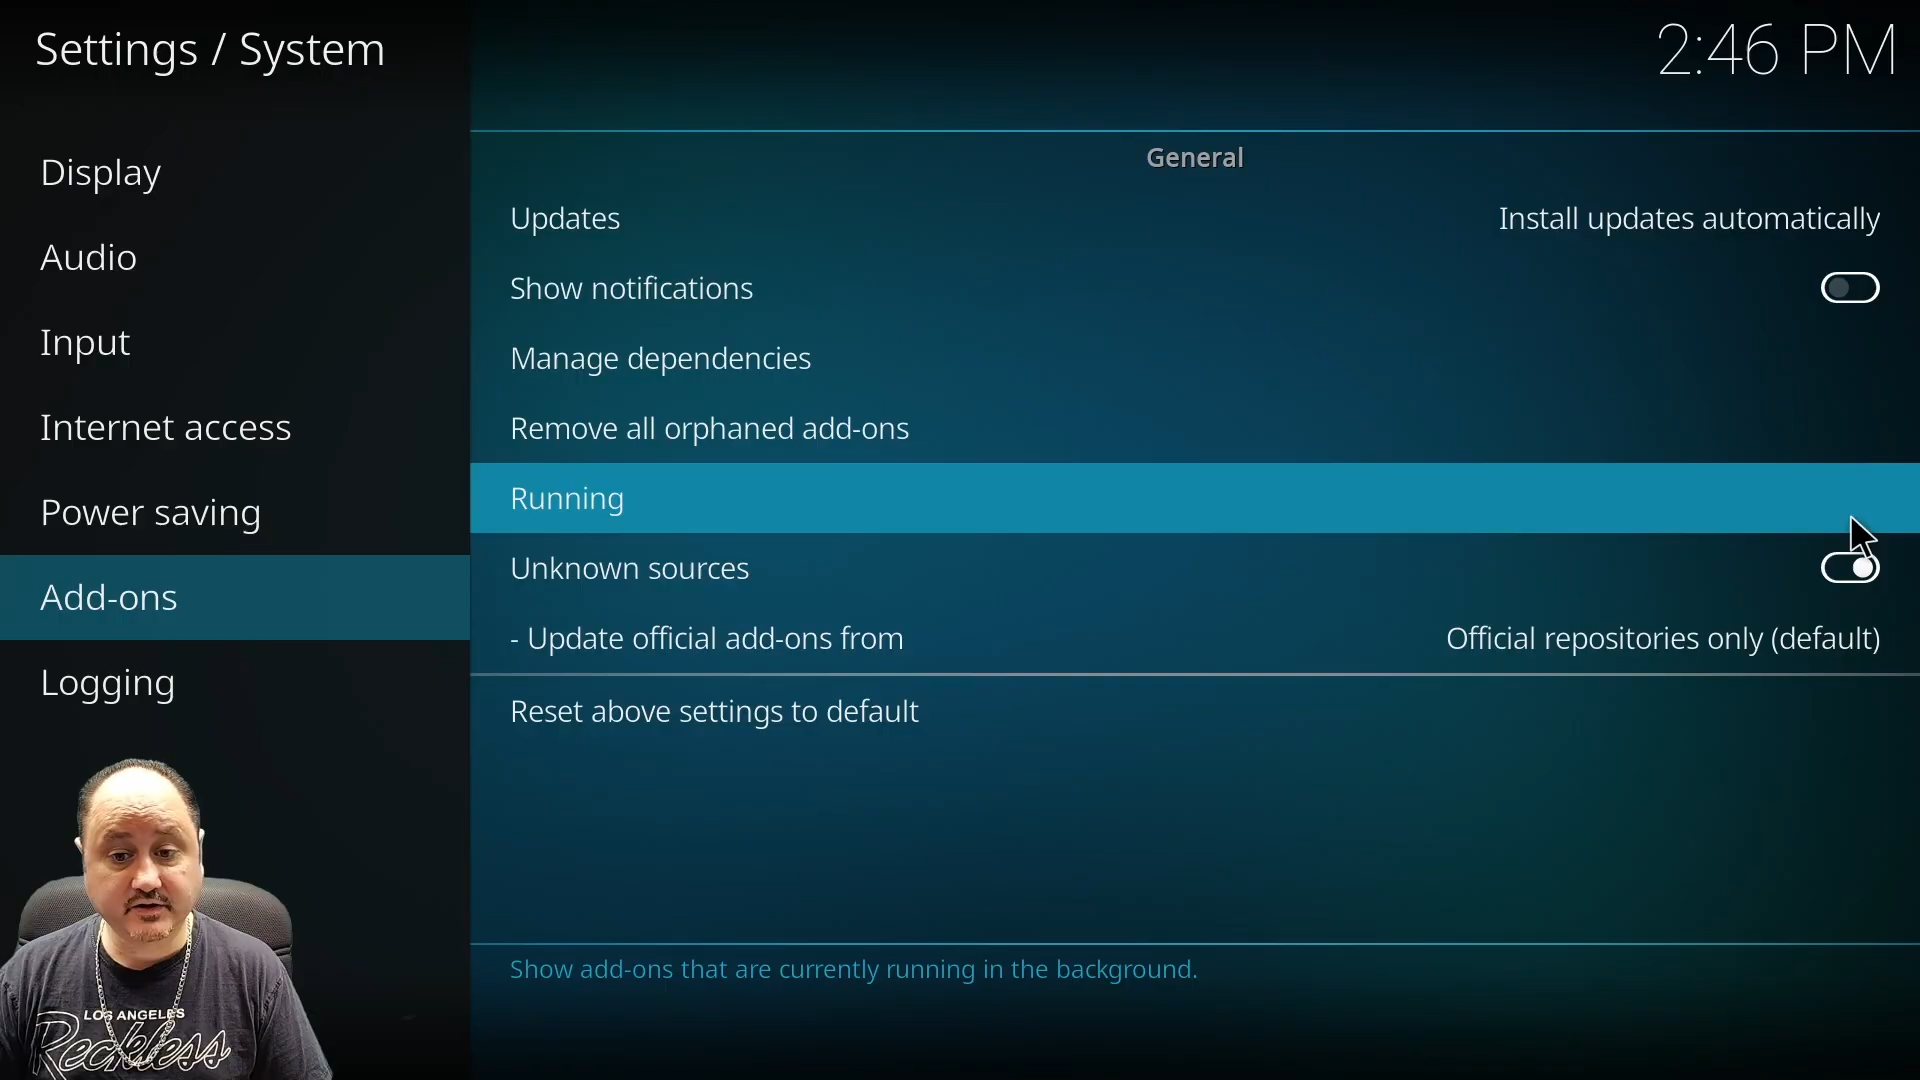 Settings / System
2:46 PM
Display
Audio
Input
Internet access
Power saving
Add-ons
Logging
General
Updates
Install updates automatically
Show notifications
Manage dependencies
Remove all orphaned add-ons
Running
Unknown sources
- Update official add-ons from
Official repositories only (default)
Reset above settings to default
Show add-ons that are currently running in the background.
LOS ANGELES
Reckless